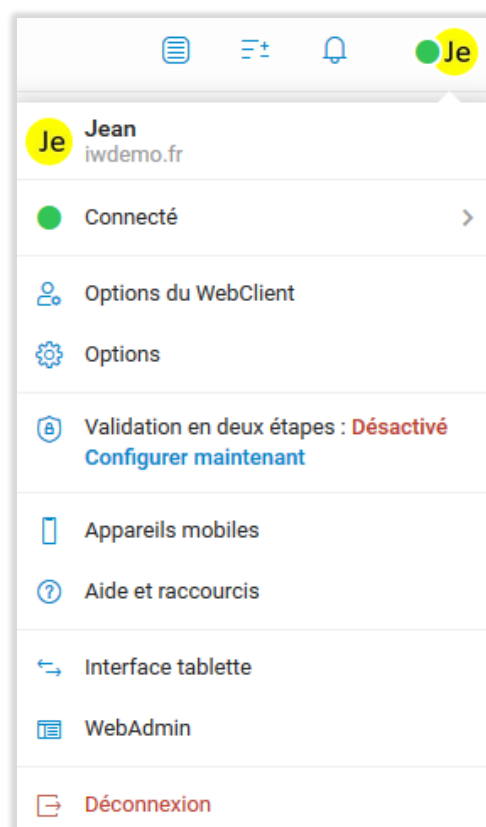 Je
Je
Jean
iwdemo.fr
Connecté
Options du WebClient
Options
Validation en deux étapes : Désactivé
Configurer maintenant
Appareils mobiles
Aide et raccourcis
Interface tablette
WebAdmin
Déconnexion